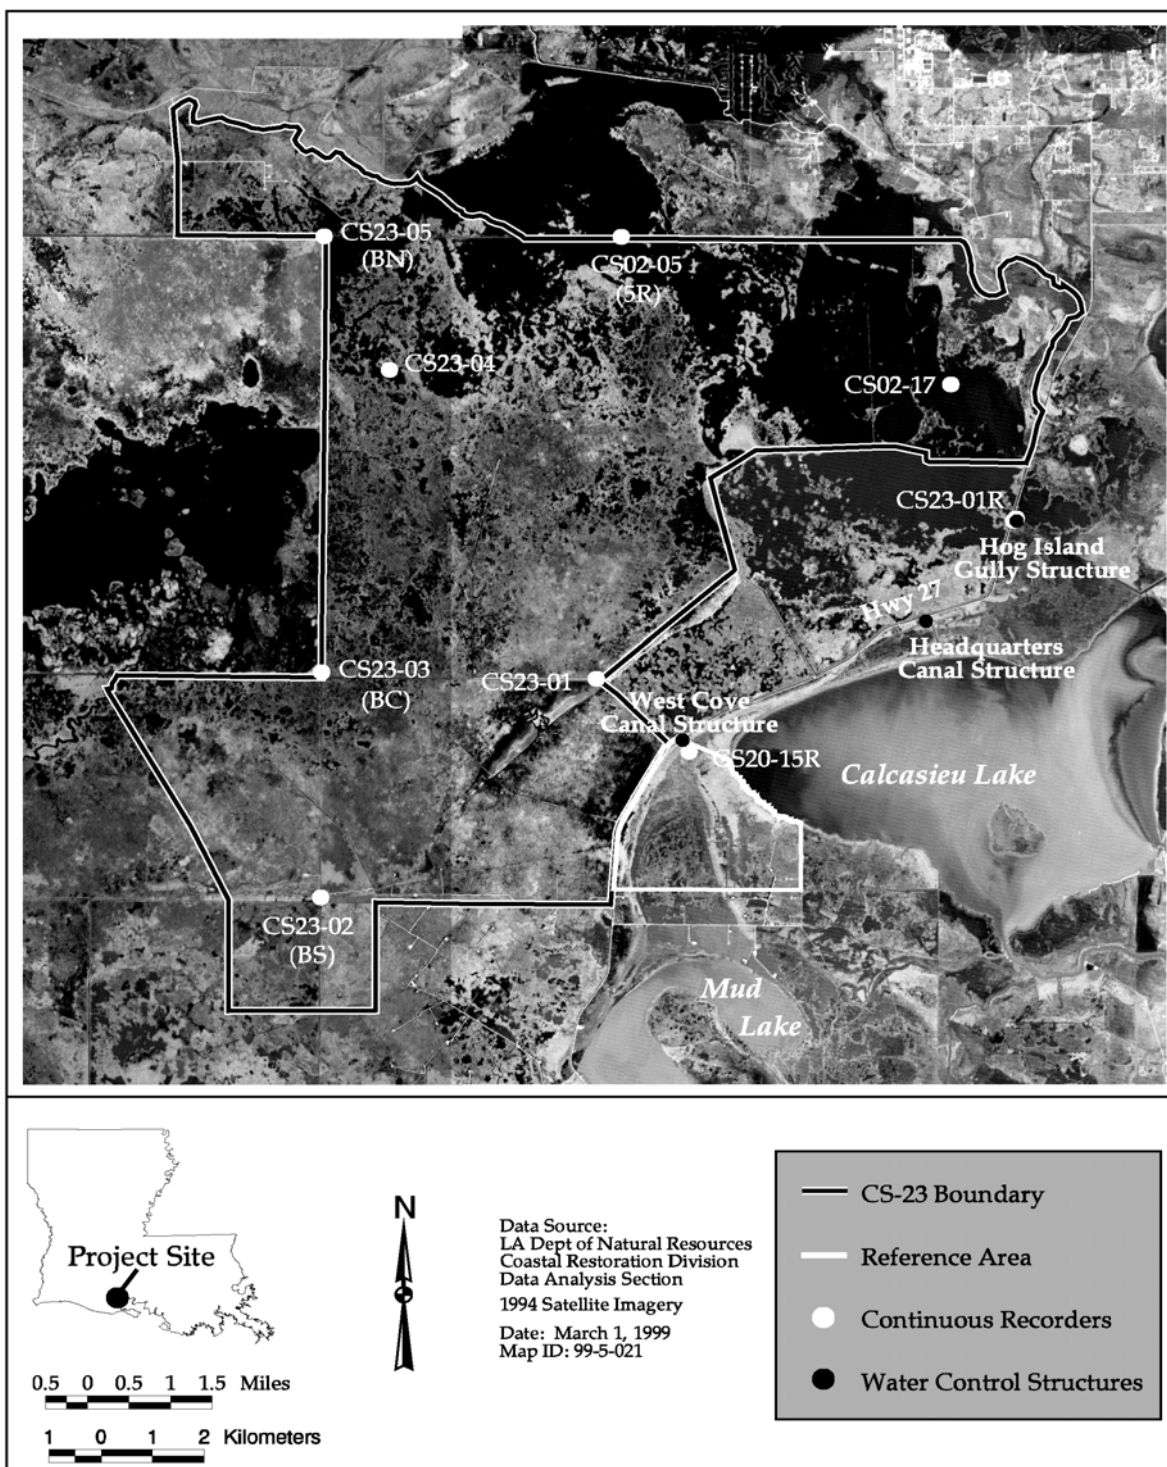 CS23-05
(BN)
CS02-05
(5R)
CS23-04
CS02-17
CS23-01R
Hog Island
Gully Structure
Hwy 27
Headquarters
Canal Structure
CS23-03
(BC)
CS23-01
West Cove
Canal Structure
CS20-15R
Calcasieu Lake
CS23-02
(BS)
Mud
Lake
Project Site
0.5 0 0.5 1 1.5 Miles
1 0 1 2 Kilometers
N
Data Source:
LA Dept of Natural Resources
Coastal Restoration Division
Data Analysis Section
1994 Satellite Imagery
Date: March 1, 1999
Map ID: 99-5-021
CS-23 Boundary
Reference Area
Continuous Recorders
Water Control Structures